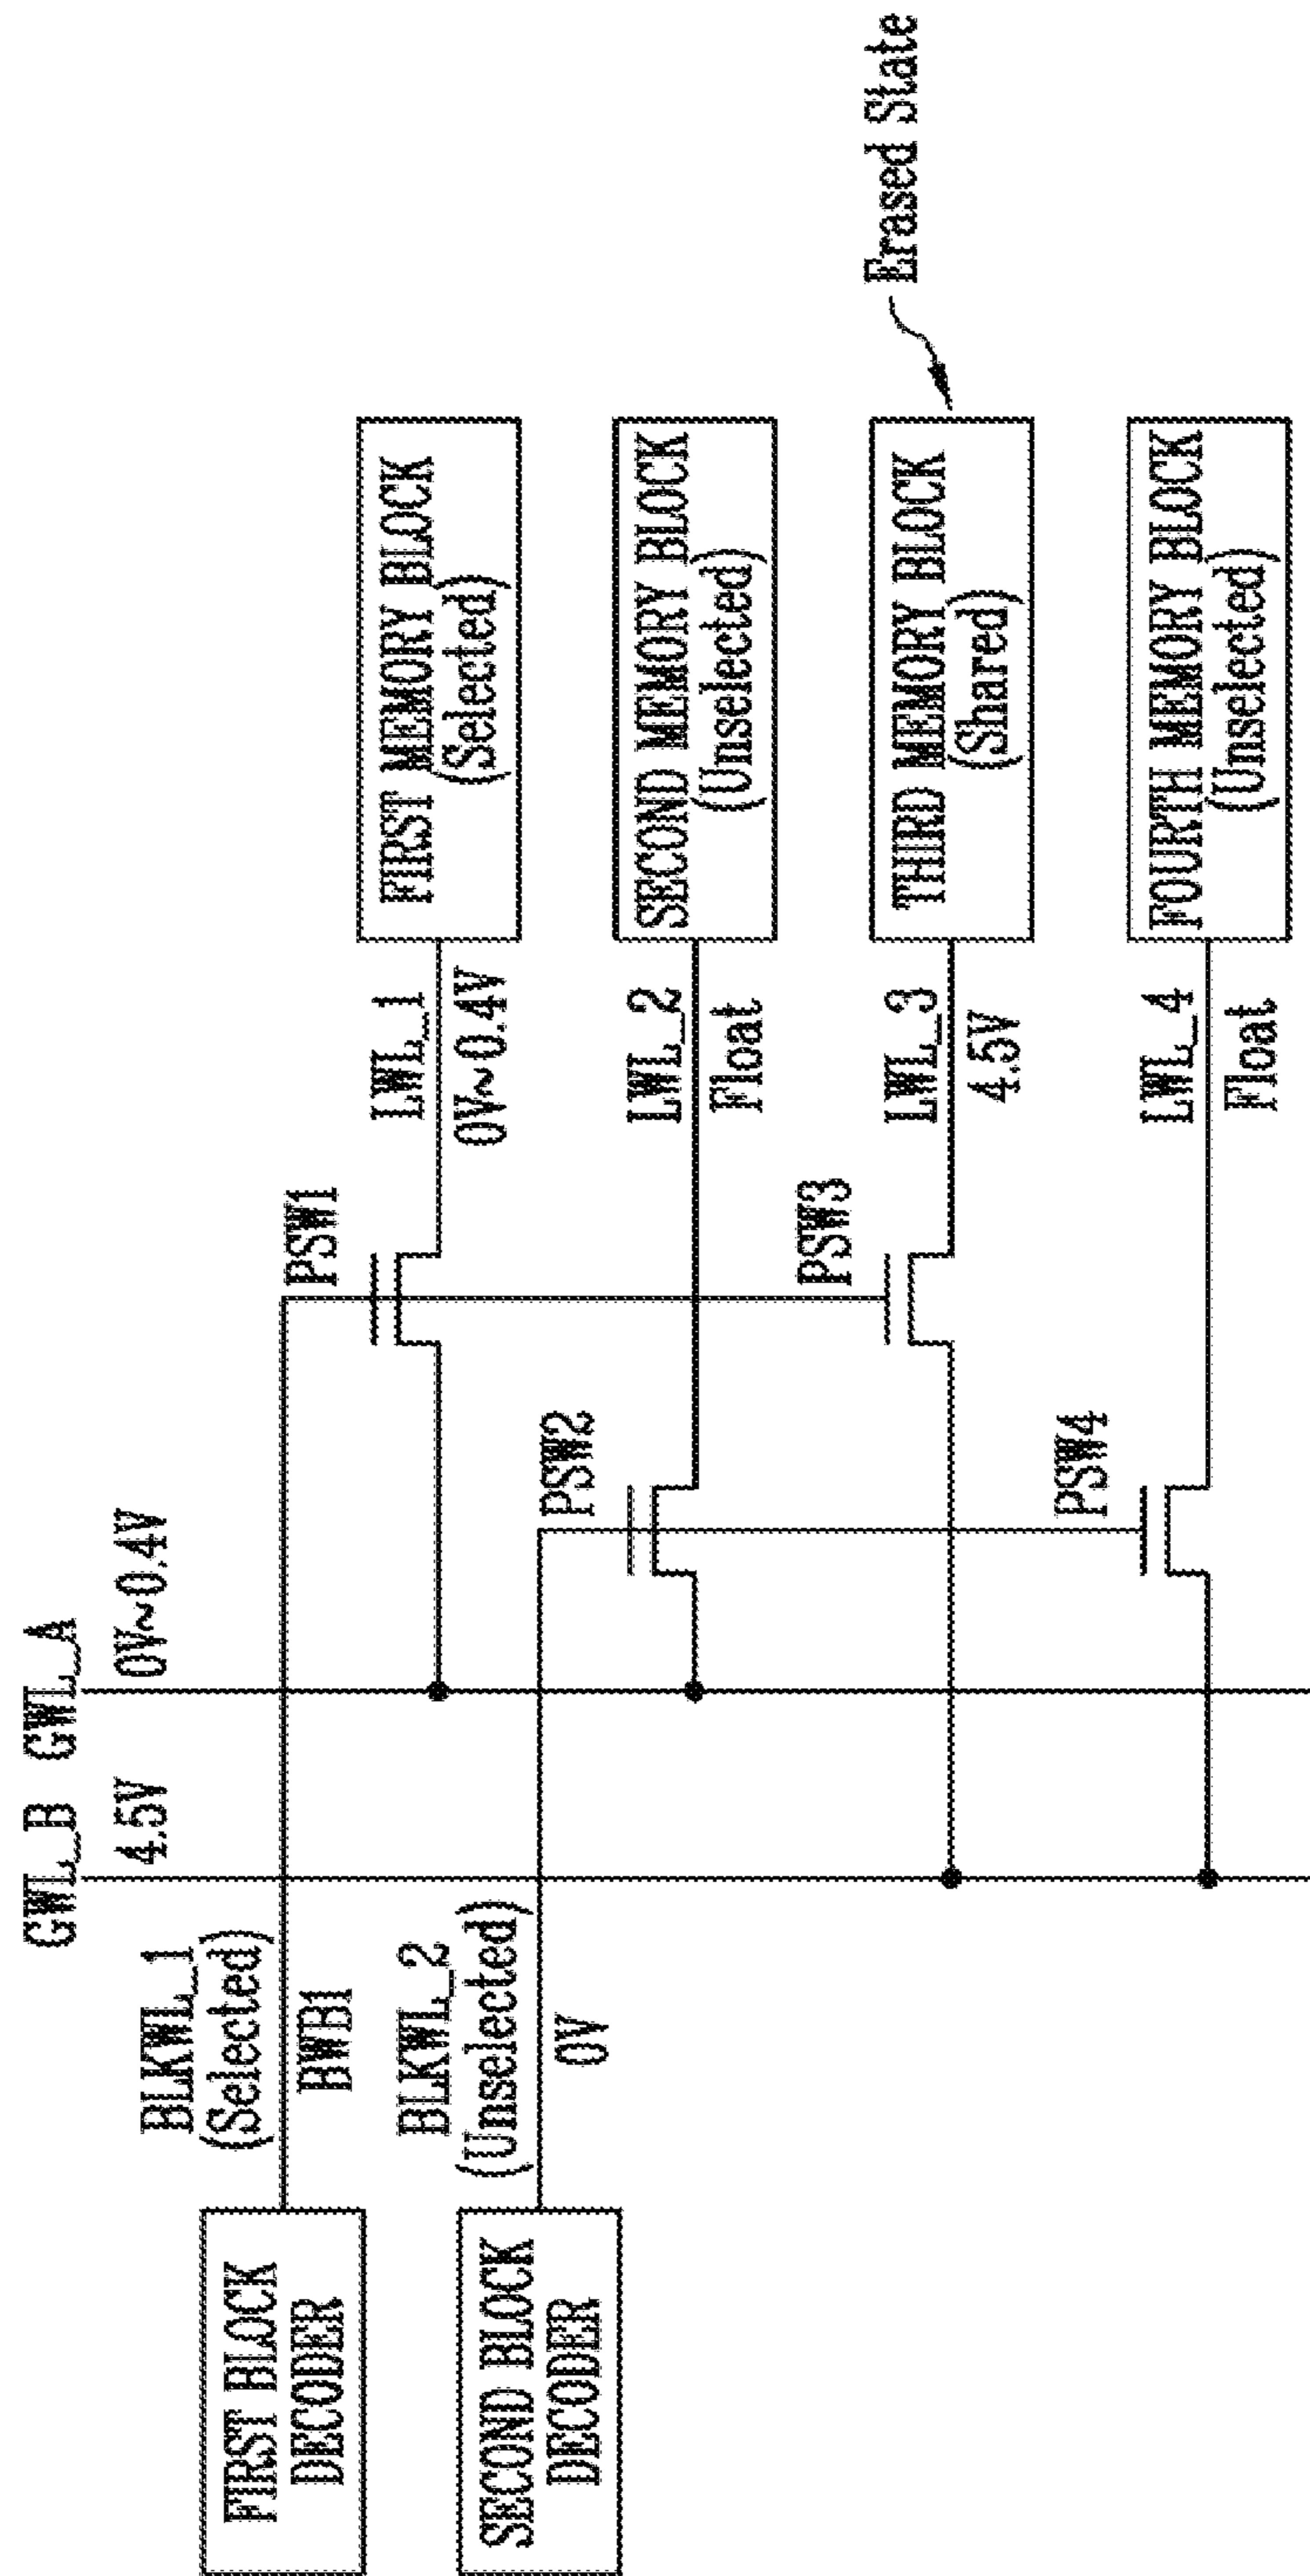 GWL_B GWL_A
4.5V 0V~0.4V
BLKWL_1
(Selected)
BWB1
FIRST BLOCK
DECODER
PSW1
LWL_1
0V~0.4V
FIRST MEMORY BLOCK
(Selected)
BLKWL_2
(Unselected)
0V
SECOND BLOCK
DECODER
PSW2
LWL_2
Float
SECOND MEMORY BLOCK
(Unselected)
PSW3
LWL_3
4.5V
THIRD MEMORY BLOCK
(Shared)
Erased State
PSW4
LWL_4
Float
FOURTH MEMORY BLOCK
(Unselected)